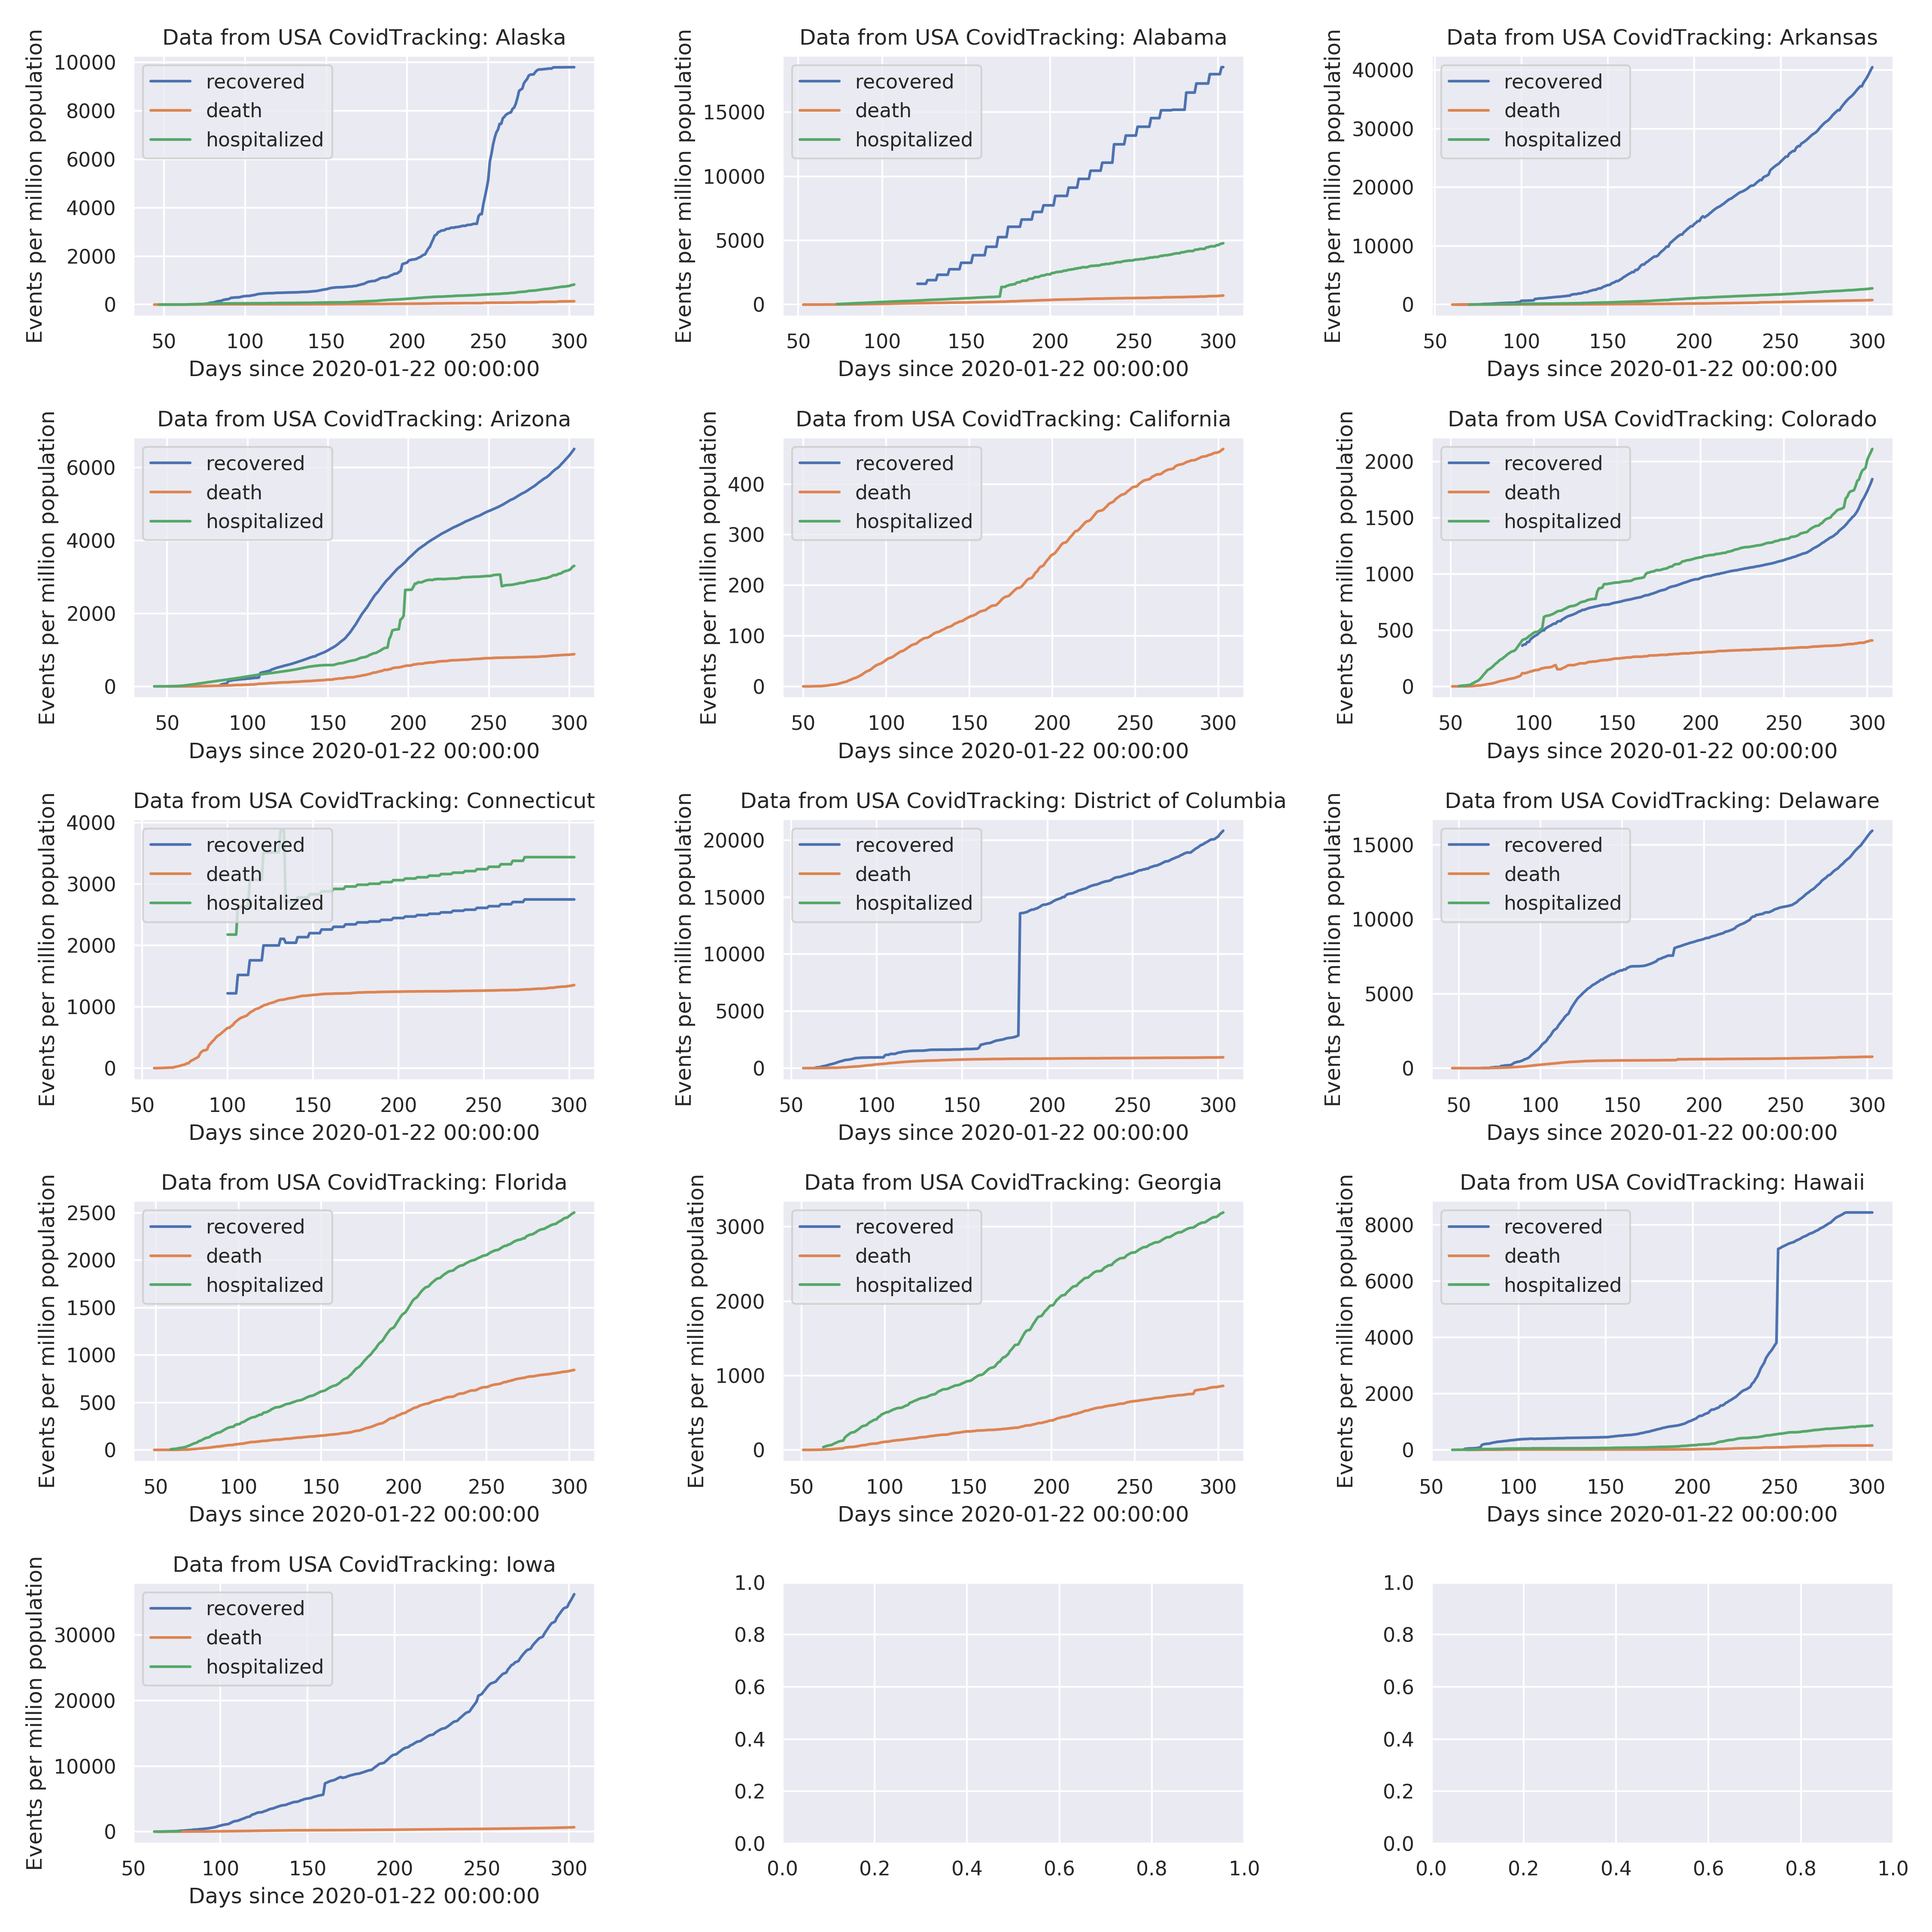 Data from USA CovidTracking: Alaska
Events per million population
10000
8000
6000
4000
2000
0
recovered
death
hospitalized
50 100 150 200 250 300
Days since 2020-01-22 00:00:00
Data from USA CovidTracking: Alabama
Events per million population
15000
10000
5000
0
recovered
death
hospitalized
50 100 150 200 250 300
Days since 2020-01-22 00:00:00
Data from USA CovidTracking: Arkansas
Events per million population
40000
30000
20000
10000
0
recovered
death
hospitalized
50 100 150 200 250 300
Days since 2020-01-22 00:00:00
Data from USA CovidTracking: Arizona
Events per million population
6000
4000
2000
0
recovered
death
hospitalized
50 100 150 200 250 300
Days since 2020-01-22 00:00:00
Data from USA CovidTracking: California
Events per million population
400
300
200
100
0
recovered
death
hospitalized
50 100 150 200 250 300
Days since 2020-01-22 00:00:00
Data from USA CovidTracking: Colorado
Events per million population
2000
1500
1000
500
0
recovered
death
hospitalized
50 100 150 200 250 300
Days since 2020-01-22 00:00:00
Data from USA CovidTracking: Connecticut
Events per million population
4000
3000
2000
1000
0
recovered
death
hospitalized
50 100 150 200 250 300
Days since 2020-01-22 00:00:00
Data from USA CovidTracking: District of Columbia
Events per million population
20000
15000
10000
5000
0
recovered
death
hospitalized
50 100 150 200 250 300
Days since 2020-01-22 00:00:00
Data from USA CovidTracking: Delaware
Events per million population
15000
10000
5000
0
recovered
death
hospitalized
50 100 150 200 250 300
Days since 2020-01-22 00:00:00
Data from USA CovidTracking: Florida
Events per million population
2500
2000
1500
1000
500
0
recovered
death
hospitalized
50 100 150 200 250 300
Days since 2020-01-22 00:00:00
Data from USA CovidTracking: Georgia
Events per million population
3000
2000
1000
0
recovered
death
hospitalized
50 100 150 200 250 300
Days since 2020-01-22 00:00:00
Data from USA CovidTracking: Hawaii
Events per million population
8000
6000
4000
2000
0
recovered
death
hospitalized
50 100 150 200 250 300
Days since 2020-01-22 00:00:00
Data from USA CovidTracking: Iowa
Events per million population
30000
20000
10000
0
recovered
death
hospitalized
50 100 150 200 250 300
Days since 2020-01-22 00:00:00
1.0
0.8
0.6
0.4
0.2
0.0
0.0 0.2 0.4 0.6 0.8 1.0
1.0
0.8
0.6
0.4
0.2
0.0
0.0 0.2 0.4 0.6 0.8 1.0